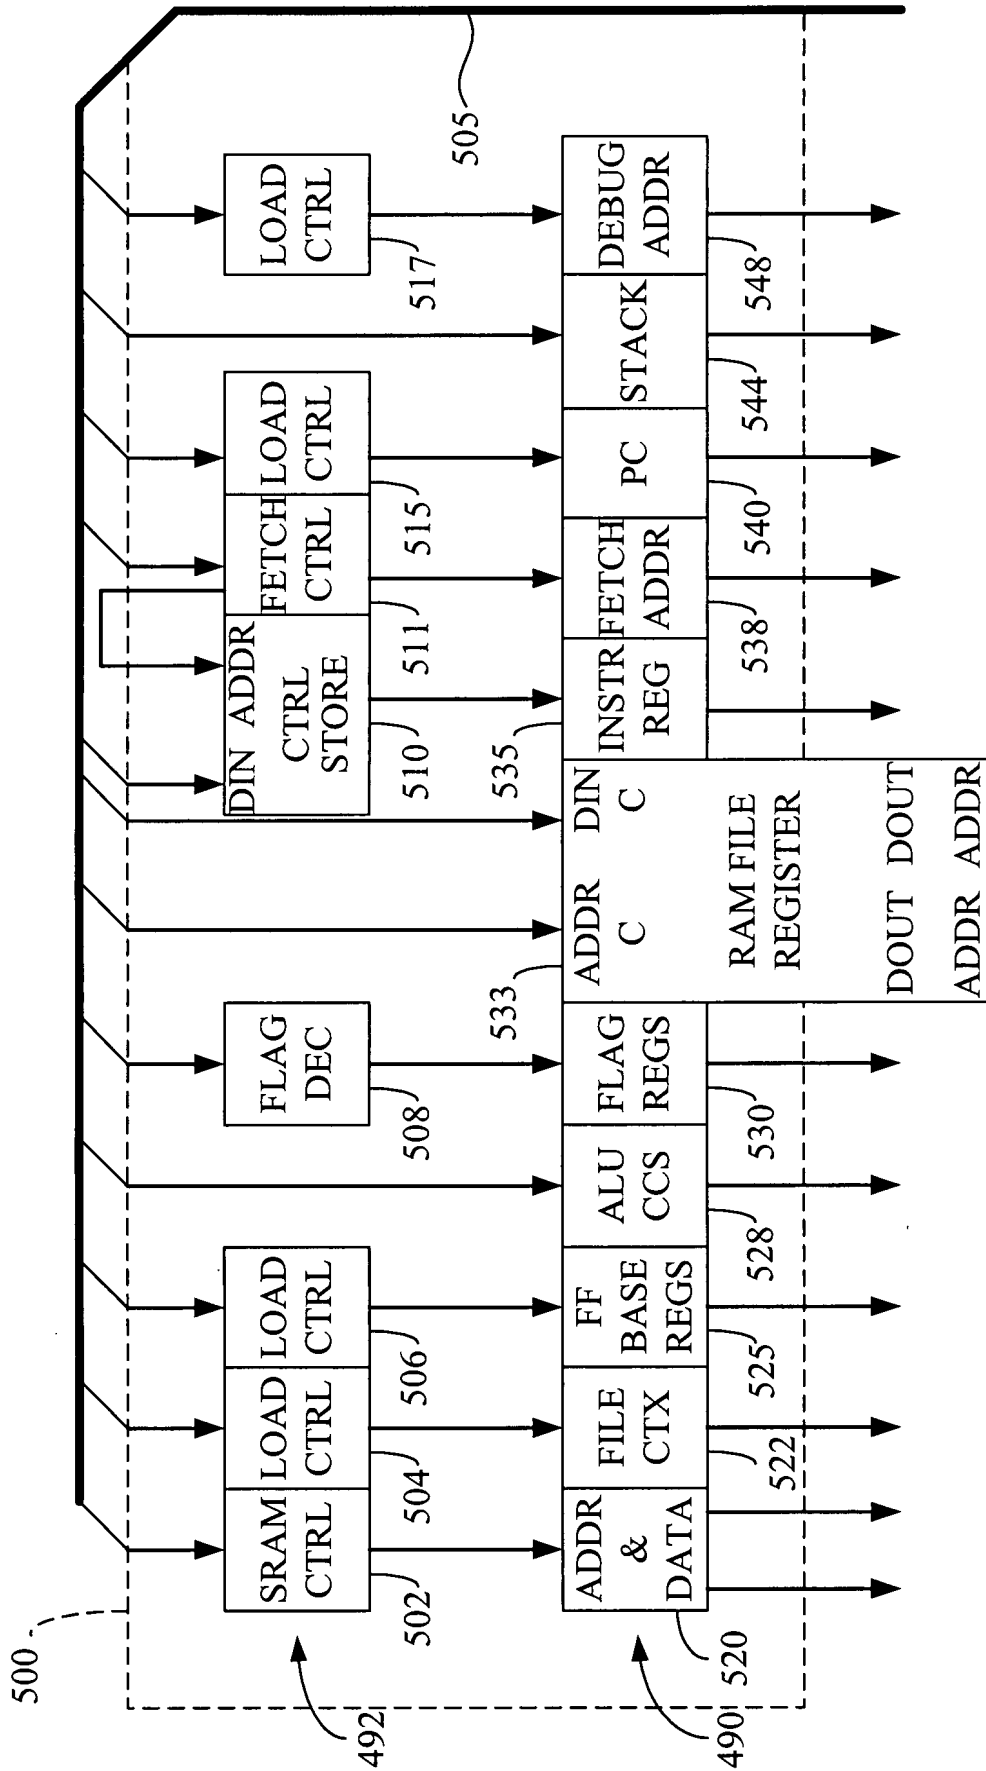 500
492
490
SRAM
CTRL
502
LOAD
CTRL
504
LOAD
CTRL
506
FLAG
DEC
508
DIN ADDR
CTRL
STORE
510
FETCH
CTRL
511
LOAD
CTRL
515
LOAD
CTRL
517
505
ADDR
&
DATA
520
FILE
CTX
522
FF
BASE
REGS
525
ALU
CCS
528
FLAG
REGS
530
533
ADDR DIN
C C
RAM FILE
REGISTER
DOUT DOUT
ADDR ADDR
535
INSTR
REG
FETCH
ADDR
538
PC
540
STACK
544
DEBUG
ADDR
548